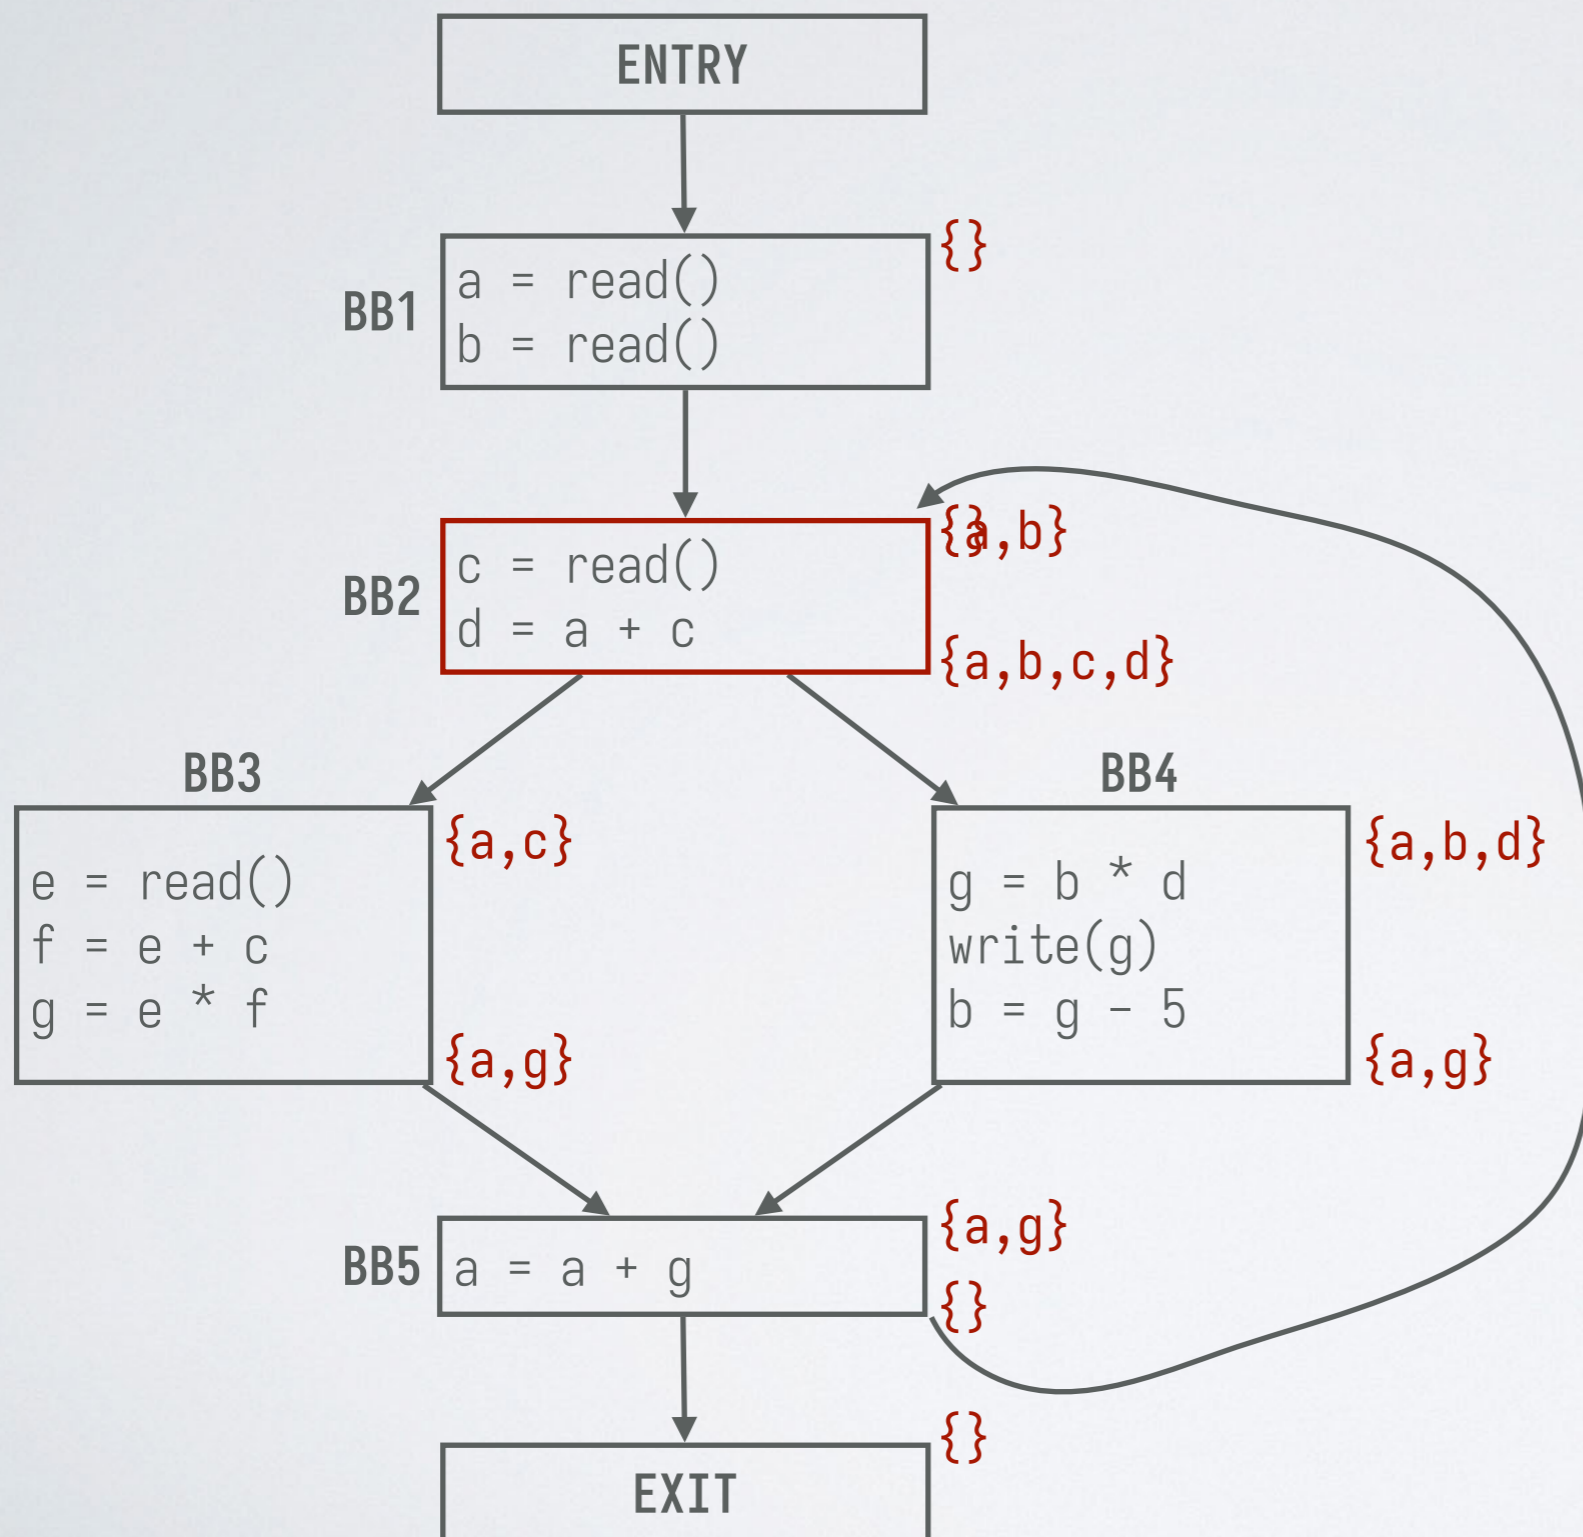 ENTRY
{}
BB1
a = read()
b = read()
{}
{a,b}
BB2
c = read()
d = a + c
{a,b,c,d}
BB3
{a,c}
e = read()
f = e + c
g = e * f
{a,g}
BB4
{a,b,d}
g = b * d
write(g)
b = g - 5
{a,g}
{a,g}
BB5
a = a + g
{}
{}
EXIT